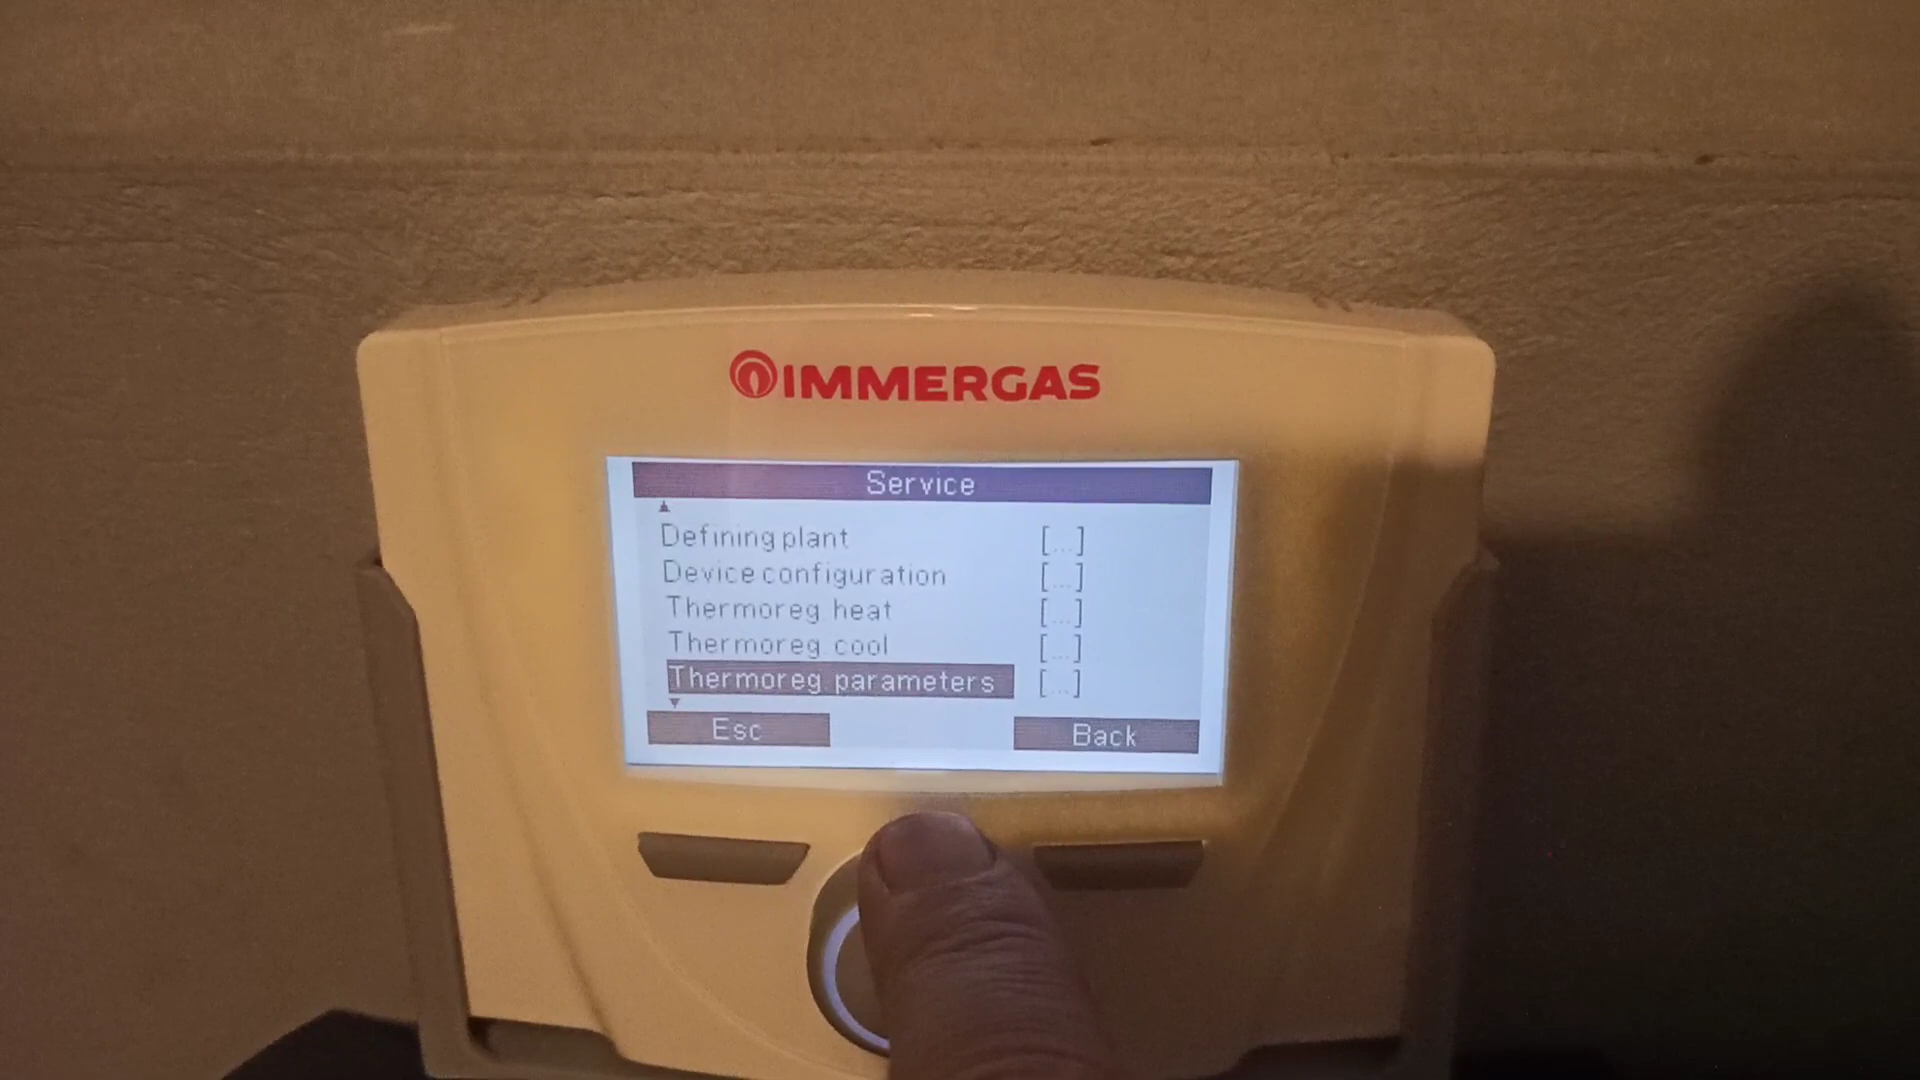 IMMERGAS
Service
Defining plant [...]
Device configuration [...]
Thermoreg heat [...]
Thermoreg. cool [...]
Thermoreg. parameters [...]
Esc Back